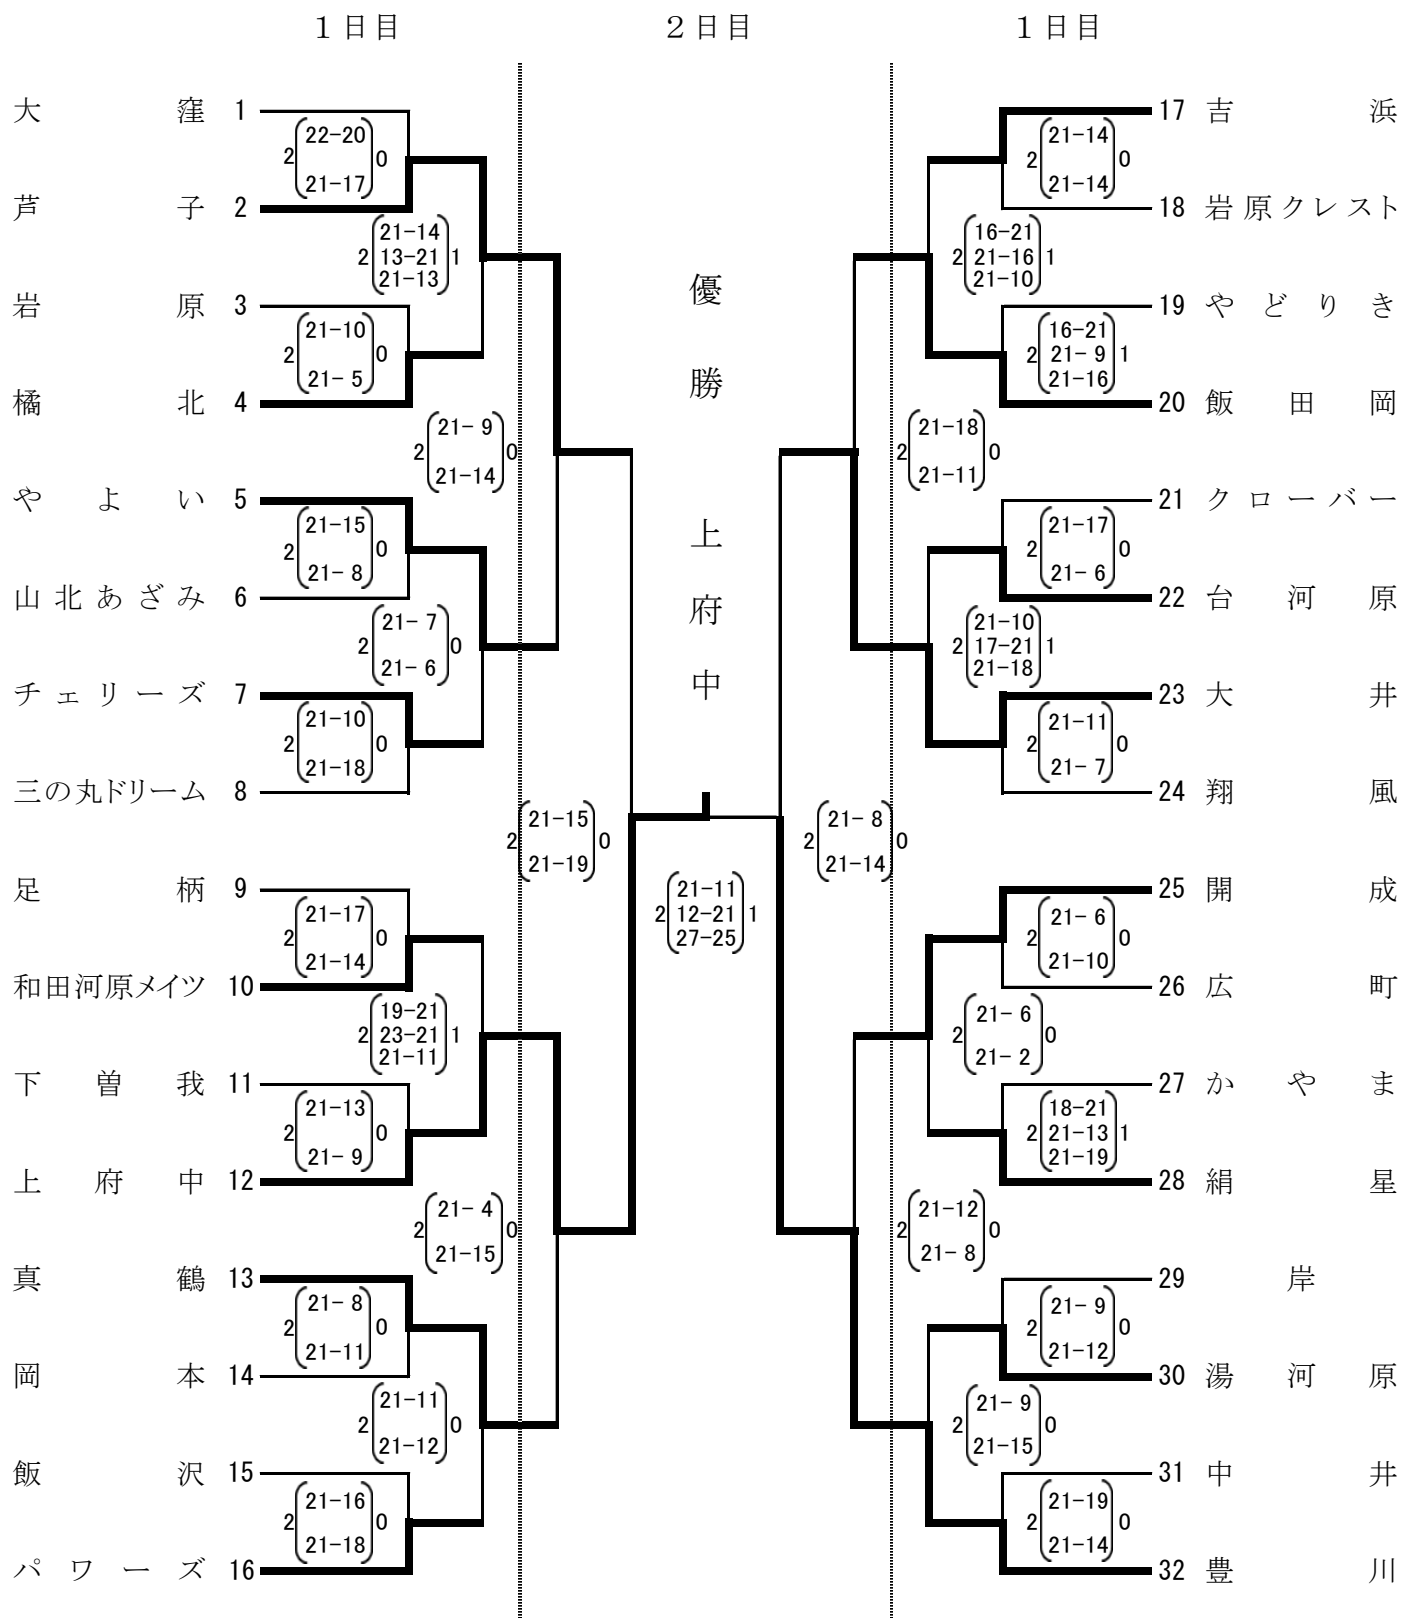 １日目 ２日目 １日目
大窪 1
22-20
2 0
21-17
芦子 2
21-14
2 13-21 1
21-13
岩原 3
21-10
2 0
21- 5
橘北 4
21- 9
2 0
21-14
やよい 5
21-15
2 0
21- 8
山北あざみ 6
21- 7
2 0
21- 6
チェリーズ 7
21-10
2 0
21-18
三の丸ドリーム 8
21-15
2 0
21-19
足柄 9
21-17
2 0
21-14
和田河原メイツ 10
19-21
2 23-21 1
21-11
下曽我 11
21-13
2 0
21- 9
上府中 12
21- 4
2 0
21-15
真鶴 13
21- 8
2 0
21-11
岡本 14
21-11
2 0
21-12
飯沢 15
21-16
2 0
21-18
パワーズ 16
優勝
上府中
21-11
2 12-21 1
27-25
17 吉浜
21-14
2 0
21-14
18 岩原クレスト
16-21
2 21-16 1
21-10
19 やどりき
16-21
2 21- 9 1
21-16
20 飯田岡
21-18
2 0
21-11
21 クローバー
21-17
2 0
21- 6
22 台河原
21-10
2 17-21 1
21-18
23 大井
21-11
2 0
21- 7
24 翔風
21- 8
2 0
21-14
25 開成
21- 6
2 0
21-10
26 広町
21- 6
2 0
21- 2
27 かやま
18-21
2 21-13 1
21-19
28 絹星
21-12
2 0
21- 8
29 岸
21- 9
2 0
21-12
30 湯河原
21- 9
2 0
21-15
31 中井
21-19
2 0
21-14
32 豊川